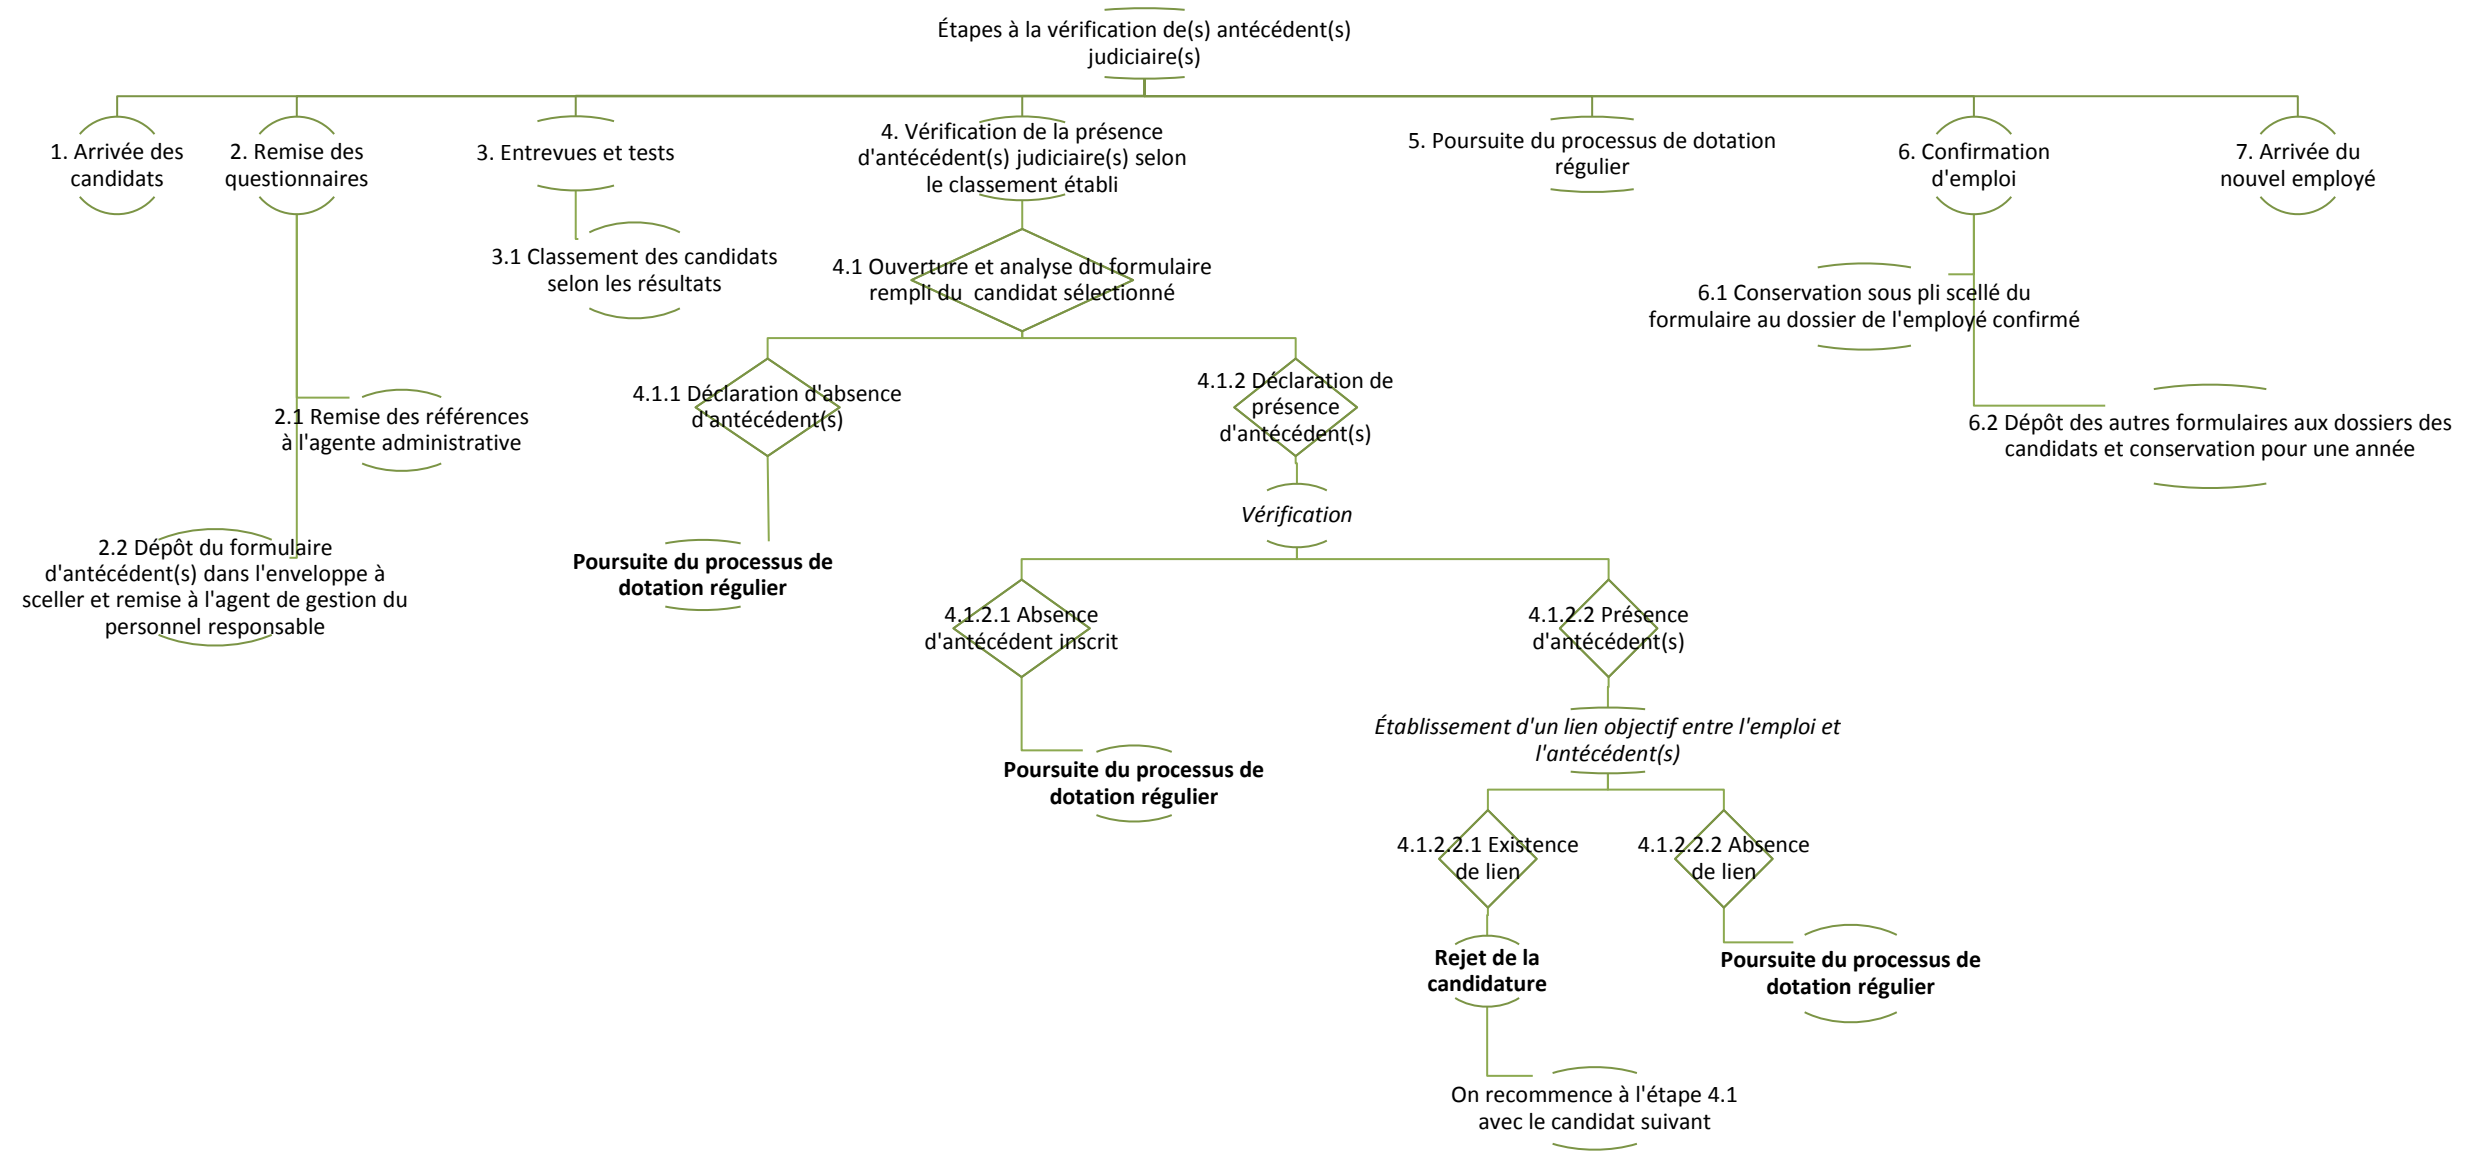 Étapes à la vérification de(s) antécédent(s)
judiciaire(s)
1. Arrivée des
candidats
2. Remise des
questionnaires
2.1 Remise des références
à l'agente administrative
2.2 Dépôt du formulaire
d'antécédent(s) dans l'enveloppe à
sceller et remise à l'agent de gestion du
personnel responsable
3. Entrevues et tests
3.1 Classement des candidats
selon les résultats
4. Vérification de la présence
d'antécédent(s) judiciaire(s) selon
le classement établi
4.1 Ouverture et analyse du formulaire
rempli du  candidat sélectionné
4.1.1 Déclaration d'absence
d'antécédent(s)
Poursuite du processus de
dotation régulier
4.1.2 Déclaration de
présence
d'antécédent(s)
Vérification
4.1.2.1 Absence
d'antécédent inscrit
Poursuite du processus de
dotation régulier
4.1.2.2 Présence
d'antécédent(s)
Établissement d'un lien objectif entre l'emploi et
l'antécédent(s)
4.1.2.2.1 Existence
de lien
Rejet de la
candidature
On recommence à l'étape 4.1
avec le candidat suivant
4.1.2.2.2 Absence
de lien
Poursuite du processus de
dotation régulier
5. Poursuite du processus de dotation
régulier
6. Confirmation
d'emploi
6.1 Conservation sous pli scellé du
formulaire au dossier de l'employé confirmé
6.2 Dépôt des autres formulaires aux dossiers des
candidats et conservation pour une année
7. Arrivée du
nouvel employé